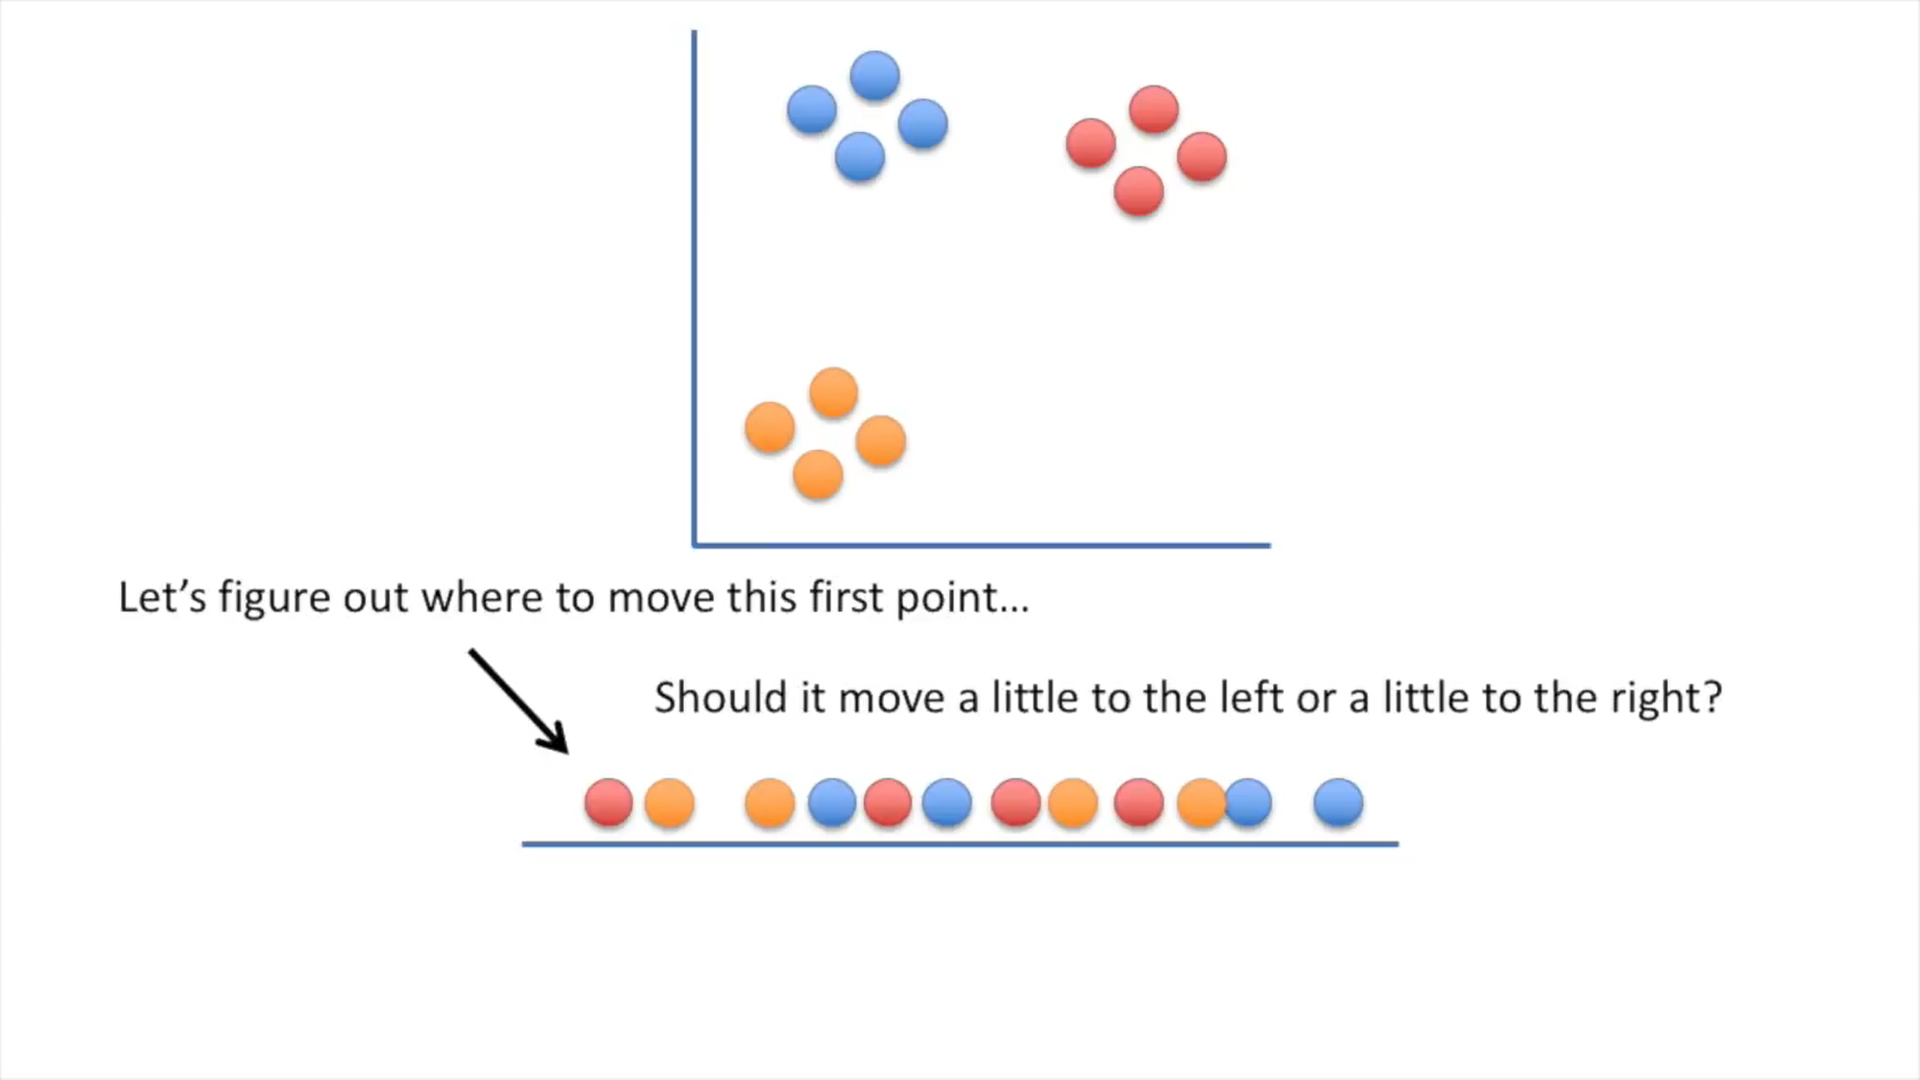 Let’s figure out where to move this first point...
Should it move a little to the left or a little to the right?